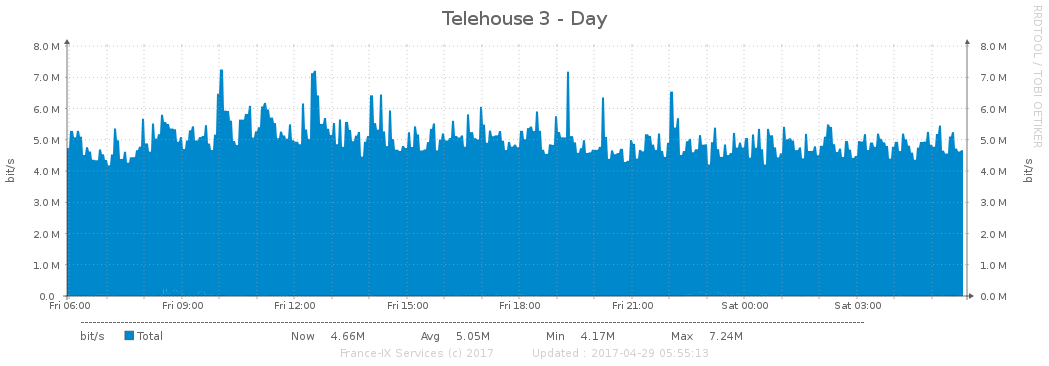 Telehouse 3 - Day
RRDTOOL / TOBI OETIKER
8.0 M 8.0 M
7.0 M 7.0 M
6.0 M 6.0 M
5.0 M 5.0 M
4.0 M 4.0 M
3.0 M 3.0 M
2.0 M 2.0 M
1.0 M 1.0 M
0.0 0.0 M
bit/s bit/s
Fri 06:00 Fri 09:00 Fri 12:00 Fri 15:00 Fri 18:00 Fri 21:00 Sat 00:00 Sat 03:00
bit/s Total Now 4.66M Avg 5.05M Min 4.17M Max 7.24M
France-IX Services (c) 2017 Updated : 2017-04-29 05:55:13